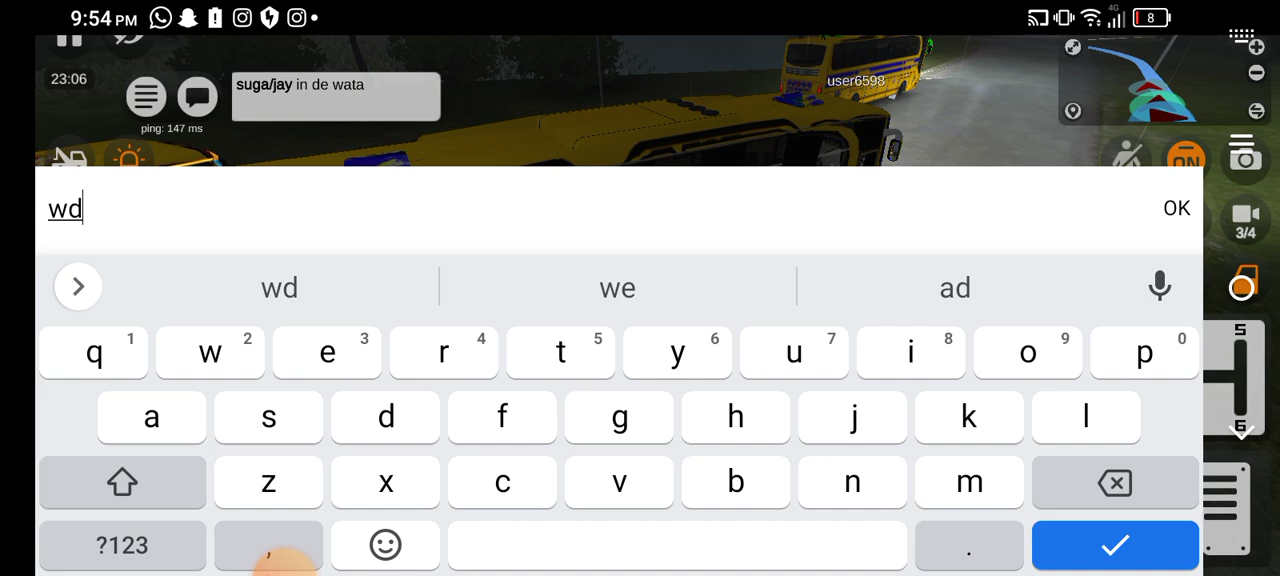 9:54 PM
4G
8
23:06
suga/jay in de wata
user6598
ping: 147 ms
ON
wd
OK
3/4
wd we ad
q 1 w 2 e 3 r 4 t 5 y 6 u 7 i 8 o 9 p 0
5
a s d f g h j k l
6
z x c v b n m
?123 , .